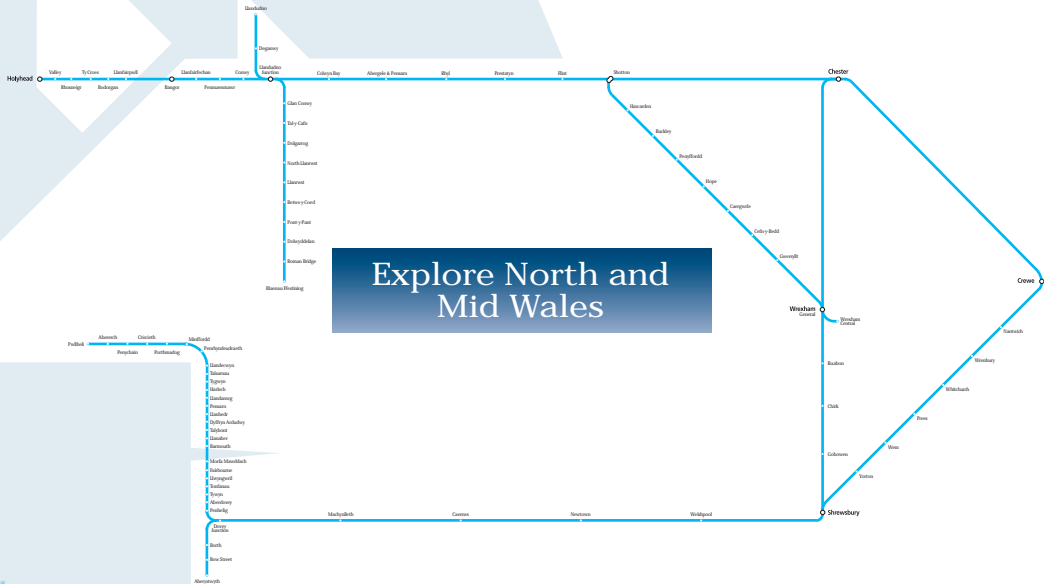 Llandudno
Deganwy
Llandudno
Junction
Holyhead
Valley
Rhosneigr
Ty Croes
Bodorgan
Llanfairpwll
Bangor
Llanfairfechan
Penmaenmawr
Conwy
Colwyn Bay
Abergele & Pensarn
Rhyl
Prestatyn
Flint
Shotton
Chester
Glan Conwy
Tal-y-Cafn
Dolgarrog
North Llanrwst
Llanrwst
Betws-y-Coed
Pont-y-Pant
Dolwyddelan
Roman Bridge
Blaenau Ffestiniog
Hawarden
Buckley
Penyffordd
Hope
Caergwrle
Cefn-y-Bedd
Gwersyllt
Explore North and
Mid Wales
Wrexham
General
Wrexham
Central
Crewe
Nantwich
Wrenbury
Whitchurch
Prees
Wem
Yorton
Ruabon
Chirk
Gobowen
Shrewsbury
Pwllheli
Abererch
Penychain
Criccieth
Porthmadog
Minffordd
Penrhyndeudraeth
Llandecwyn
Talsarnau
Tygwyn
Harlech
Llandanwg
Pensarn
Llanbedr
Dyffryn Ardudwy
Talybont
Llanaber
Barmouth
Morfa Mawddach
Fairbourne
Llwyngwril
Tonfanau
Tywyn
Aberdovey
Penhelig
Dovey
Junction
Machynlleth
Caersws
Newtown
Welshpool
Borth
Bow Street
Aberystwyth